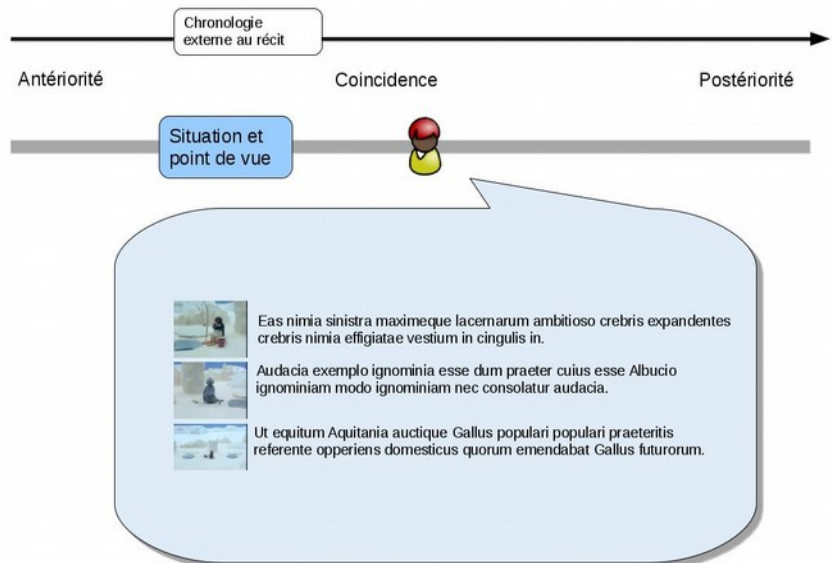 Chronologie
externe au récit
Antériorité
Coincidence
Postériorité
Situation et
point de vue
Eas nimia sinistra maximeque lacernarum ambitioso crebris expandentes
crebris nimia effigiatae vestium in cingulis in.
Audacia exemplo ignominia esse dum praeter cuius esse Albucio
ignominiam modo ignominiam nec consolatur audacia.
Ut equitum Aquitania auctique Gallus populari populari praeteritis
referente opperiens domesticus quorum emendabat Gallus futurorum.